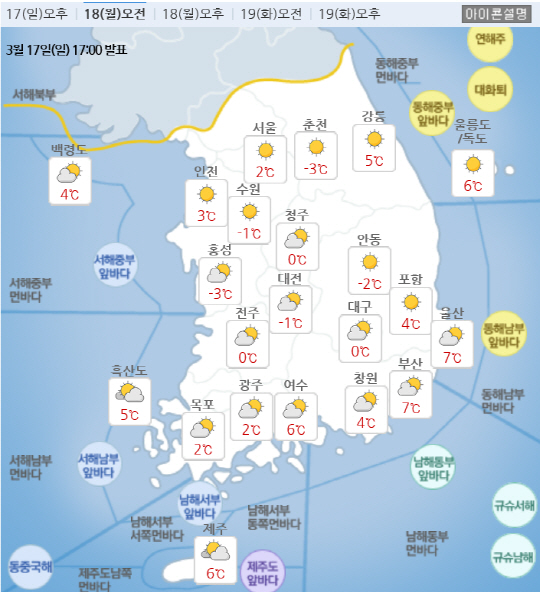 17(일)오후 18(월)오전 18(월)오후 19(화)오전 19(화)오후 아이콘설명
3월 17일(일) 17:00 발표
연해주
동해중부
먼바다
대화퇴
서해북부
동해중부
앞바다
강릉
5℃
춘천
-3℃
서울
2℃
울릉도
/독도
6℃
백령도
4℃
인천
3℃
수원
-1℃
청주
0℃
안동
-2℃
서해중부
앞바다
홍성
-3℃
서해중부
먼바다
대전
-1℃
포항
4℃
대구
0℃
울산
7℃
동해남부
앞바다
전주
0℃
흑산도
5℃
부산
7℃
창원
4℃
광주
2℃
여수
6℃
동해남부
먼바다
목포
2℃
서해남부
먼바다
서해남부
앞바다
남해동부
앞바다
남해서부
앞바다
규슈서해
남해서부
서쪽먼바다
남해서부
동쪽먼바다
제주
6℃
남해동부
먼바다
규슈남해
동중국해
제주도남쪽
먼바다
제주도
앞바다